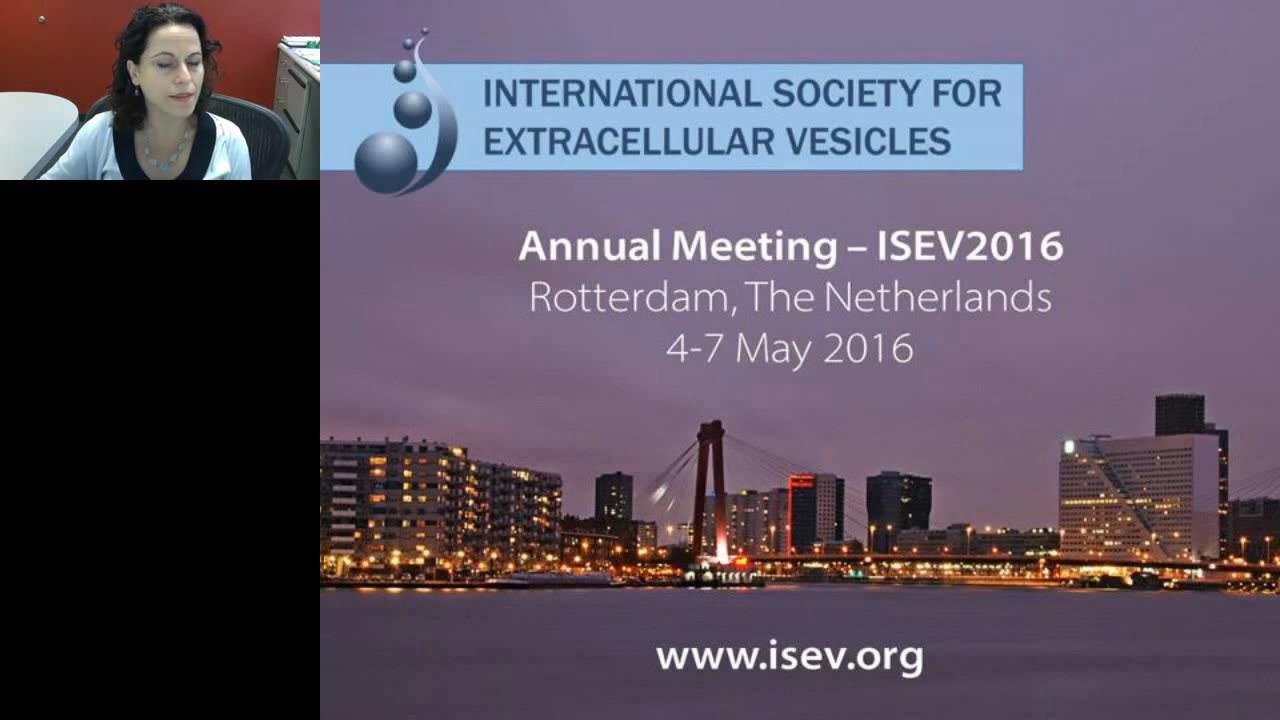 INTERNATIONAL SOCIETY FOR
EXTRACELLULAR VESICLES
Annual Meeting – ISEV2016
Rotterdam, The Netherlands
4-7 May 2016
www.isev.org